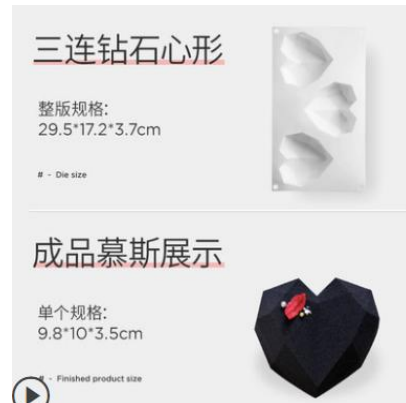 三连钻石心形
整版规格:
29.5*17.2*3.7cm
# - Die size
成品慕斯展示
单个规格:
9.8*10*3.5cm
# - Finished product size